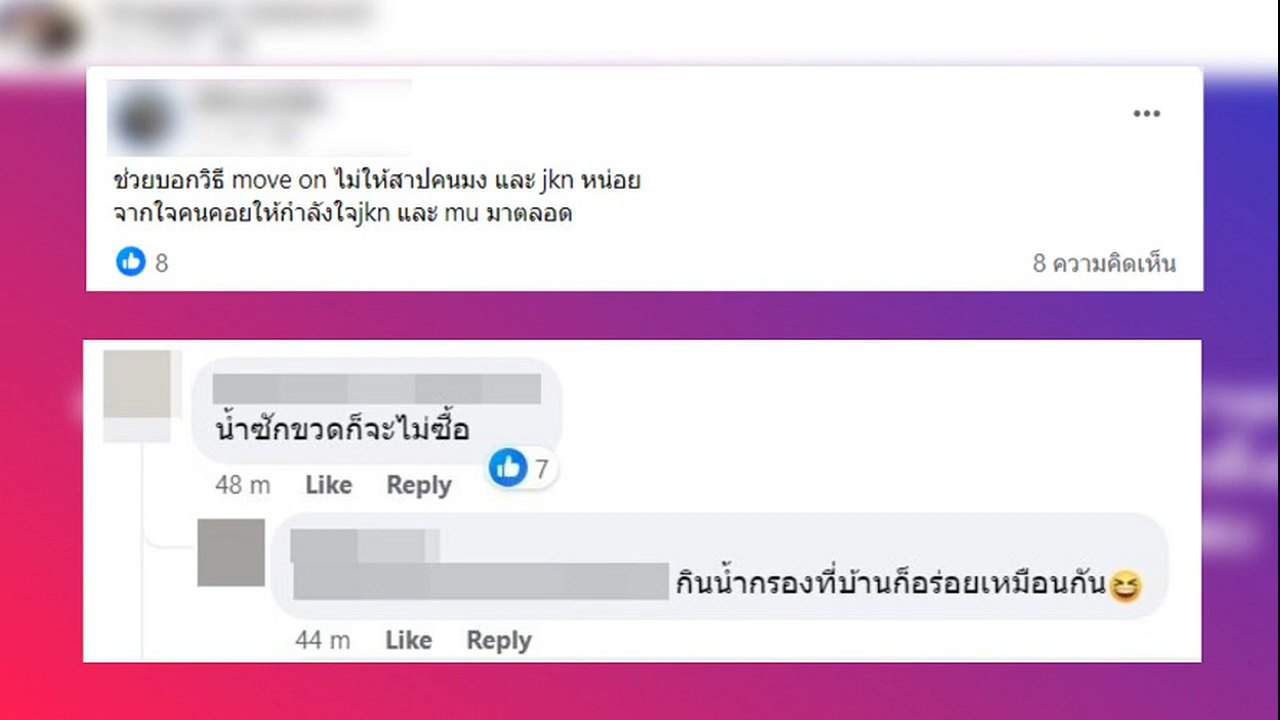 ช่วยบอกวิธี move on ไม่ให้สาปคนมง และ jkn หน่อย
จากใจคนคอยให้กำลังใจjkn และ mu มาตลอด
8
8 ความคิดเห็น
น้ำซักขวดก็จะไม่ซื้อ
7
48 m Like Reply
กินน้ำกรองที่บ้านก็อร่อยเหมือนกัน😆
44 m Like Reply